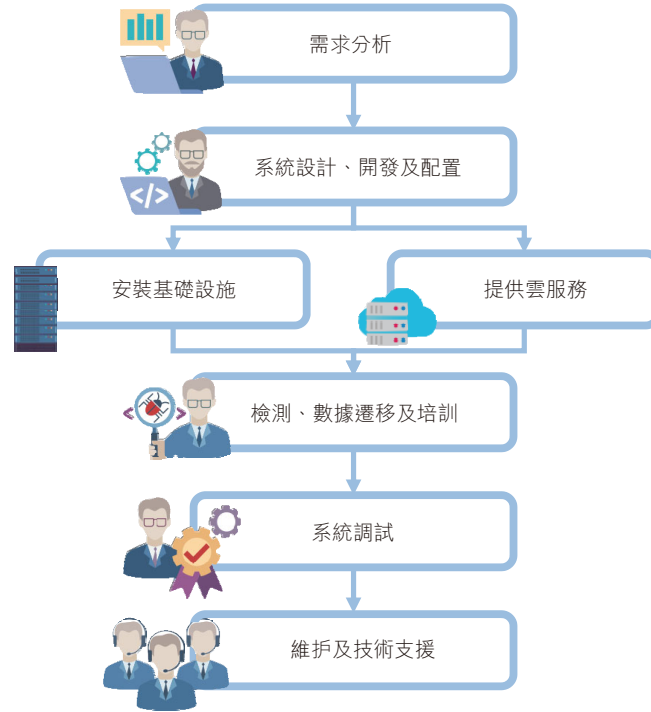 需求分析
</>
系統設計、開發及配置
安裝基礎設施
提供雲服務
< >
檢測、數據遷移及培訓
系統調試
維护及技術支援